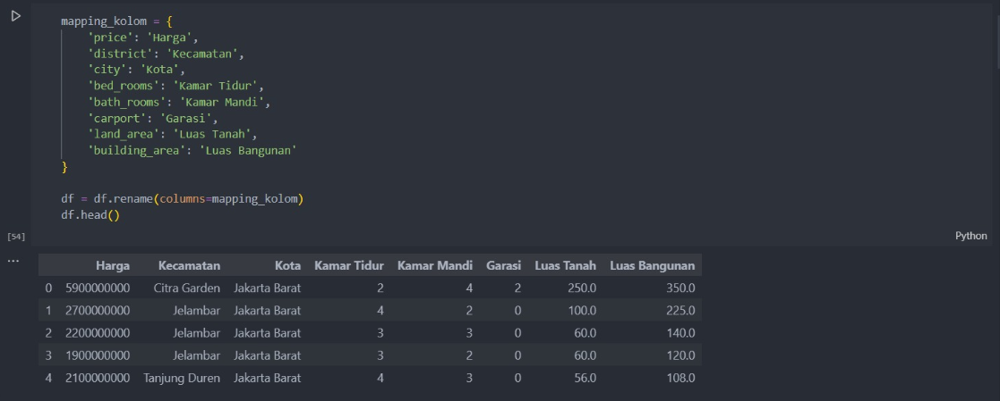 mapping_kolom = {
    'price': 'Harga',
    'district': 'Kecamatan',
    'city': 'Kota',
    'bed_rooms': 'Kamar Tidur',
    'bath_rooms': 'Kamar Mandi',
    'carport': 'Garasi',
    'land_area': 'Luas Tanah',
    'building_area': 'Luas Bangunan'
}
df = df.rename(columns=mapping_kolom)
df.head()
[54]
Python
...
Harga Kecamatan Kota Kamar Tidur Kamar Mandi Garasi Luas Tanah Luas Bangunan
0 5900000000 Citra Garden Jakarta Barat 2 4 2 250.0 350.0
1 2700000000 Jelambar Jakarta Barat 4 2 0 100.0 225.0
2 2200000000 Jelambar Jakarta Barat 3 3 0 60.0 140.0
3 1900000000 Jelambar Jakarta Barat 3 2 0 60.0 120.0
4 2100000000 Tanjung Duren Jakarta Barat 4 3 0 56.0 108.0